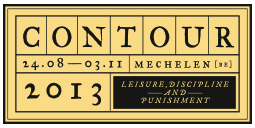 CONTOUR
24.08—03.11 MECHELEN [BE]
2013
LEISURE, DISCIPLINE
—AND—
PUNISHMENT